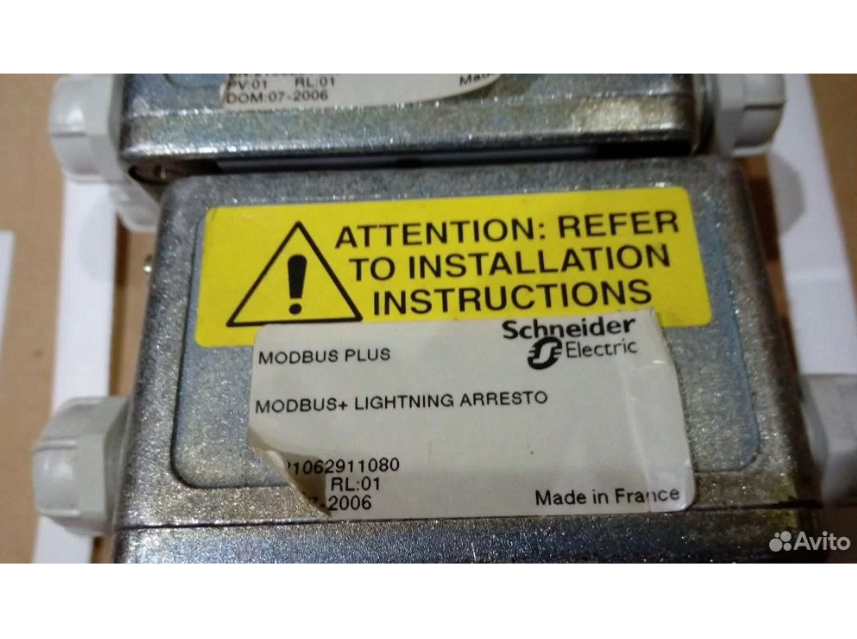 PV:01 RL:01
DOM:07-2006
ATTENTION: REFER
TO INSTALLATION
INSTRUCTIONS
Schneider
Electric
MODBUS PLUS
MODBUS+ LIGHTNING ARRESTO
21062911080
RL:01
-2006
Made in France
Avito